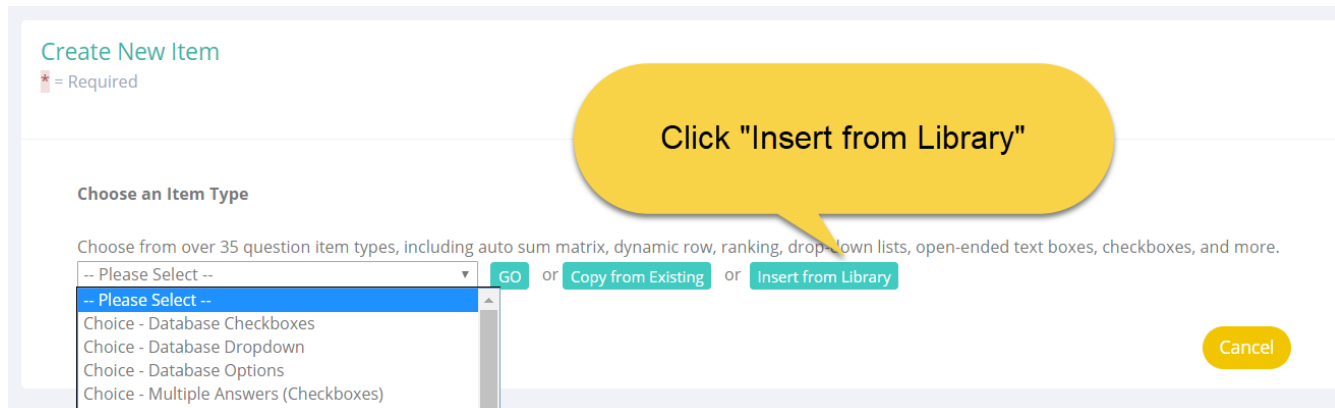 Create New Item
* = Required
Click "Insert from Library"
Choose an Item Type
Choose from over 35 question item types, including auto sum matrix, dynamic row, ranking, drop-down lists, open-ended text boxes, checkboxes, and more.
-- Please Select -- GO or Copy from Existing or Insert from Library
-- Please Select --
Choice - Database Checkboxes
Choice - Database Dropdown
Choice - Database Options
Choice - Multiple Answers (Checkboxes)
Cancel